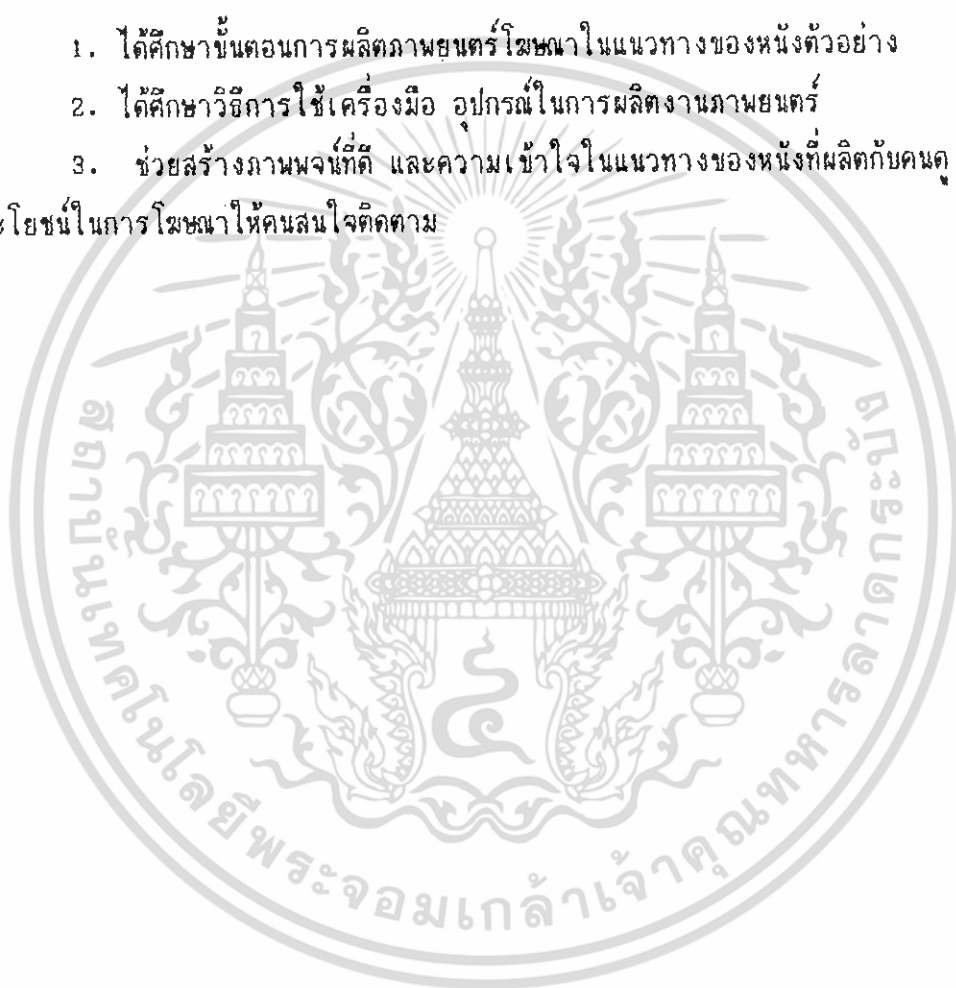 1. ได้ศึกษาขั้นตอนการผลิตภาพยนตร์โฆษณาในแนวทางของหนังตัวอย่าง
2. ได้ศึกษาวิธีการใช้เครื่องมือ อุปกรณ์ในการผลิตงานภาพยนตร์
3. ช่วยสร้างภาพพจน์ที่ดี และความเข้าใจในแนวทางของหนังที่ผลิตกับคนดู
ะโยชน์ในการโฆษณาให้คนสนใจติดตาม
สถาบันเทคโนโลยีพระจอมเกล้าเจ้าคุณทหารลาดกระบัง